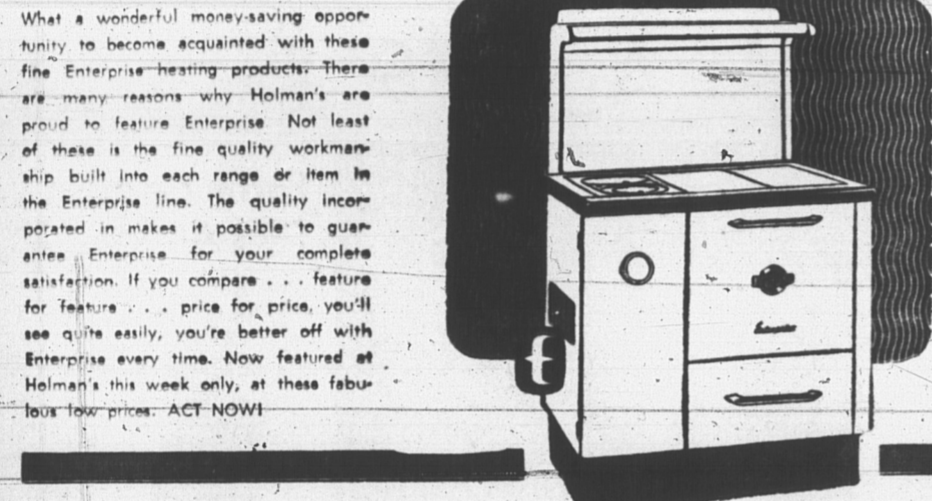 What a wonderful money-saving oppor-
tunity to become acquainted with these
fine Enterprise heating products. There
are many reasons why Holman's are
proud to feature Enterprise. Not least
of these is the fine quality workman-
ship built into each range or item in
the Enterprise line. The quality incor-
porated in makes it possible to guar-
antee Enterprise for your complete
satisfaction. If you compare . . . feature
for feature . . . price for price, you'll
see quite easily, you're better off with
Enterprise every time. Now featured at
Holman's this week only, at these fabu-
lous low prices. ACT NOW!
Enterprise